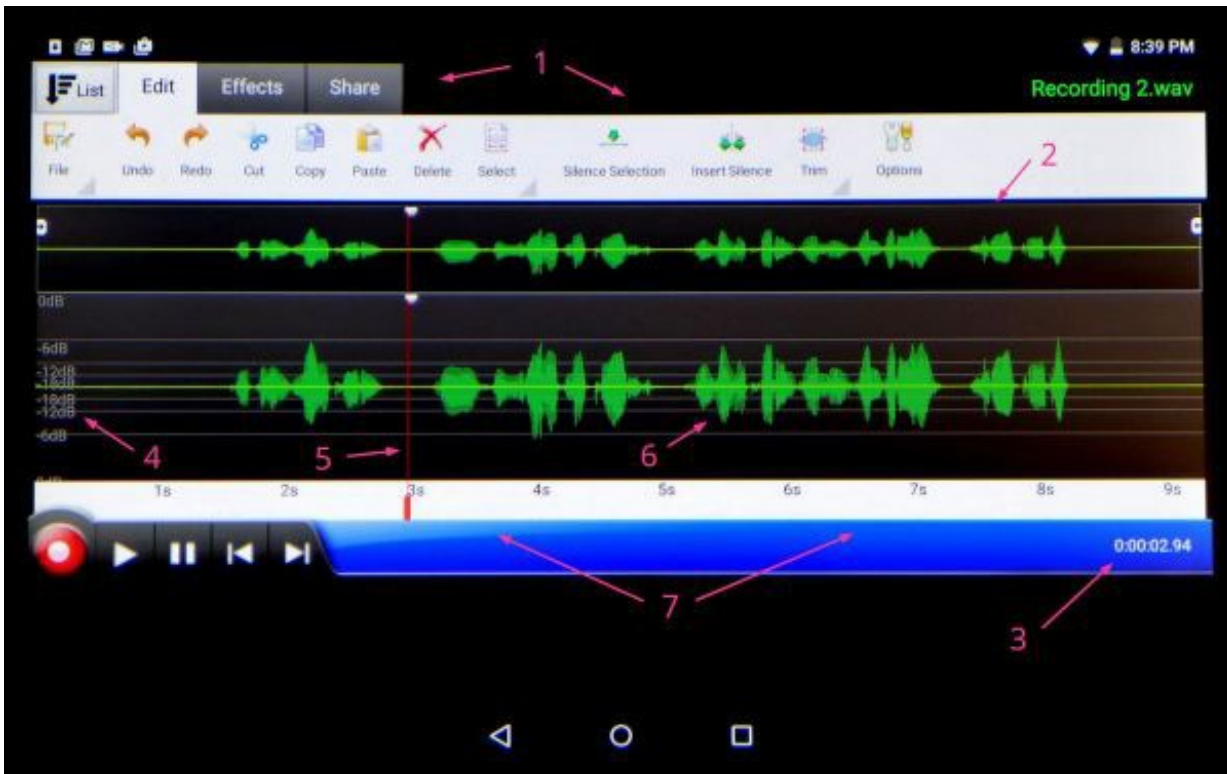 8:39 PM
List Edit Effects Share
Recording 2.wav
1
File Undo Redo Cut Copy Paste Delete Select Silence Selection Insert Silence Trim Options
2
0dB
-6dB
-12dB
-18dB
-18dB
-12dB
-6dB
4
5
6
1s 2s 3s 4s 5s 6s 7s 8s 9s
0:00:02.94
7
3